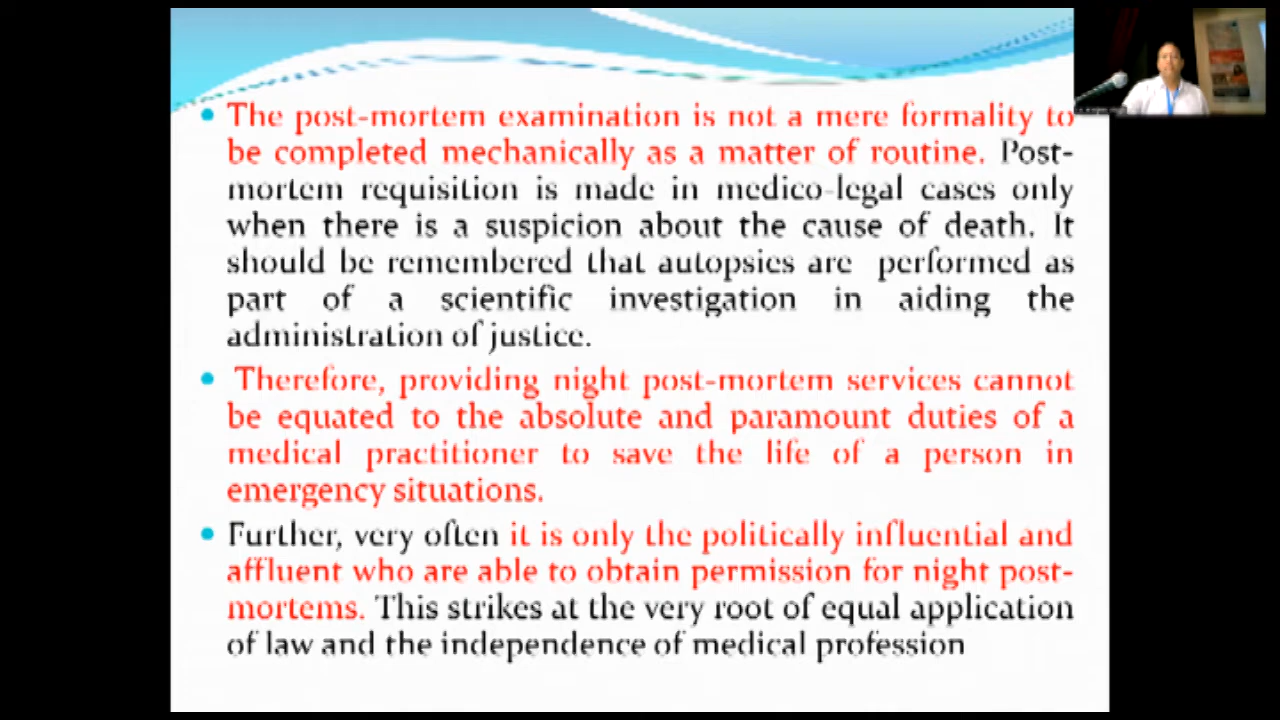 The post-mortem examination is not a mere formality to
be completed mechanically as a matter of routine. Post-
mortem requisition is made in medico-legal cases only
when there is a suspicion about the cause of death. It
should be remembered that autopsies are performed as
part of a scientific investigation in aiding the
administration of justice.
Therefore, providing night post-mortem services cannot
be equated to the absolute and paramount duties of a
medical practitioner to save the life of a person in
emergency situations.
Further, very often it is only the politically influential and
affluent who are able to obtain permission for night post-
mortems. This strikes at the very root of equal application
of law and the independence of medical profession